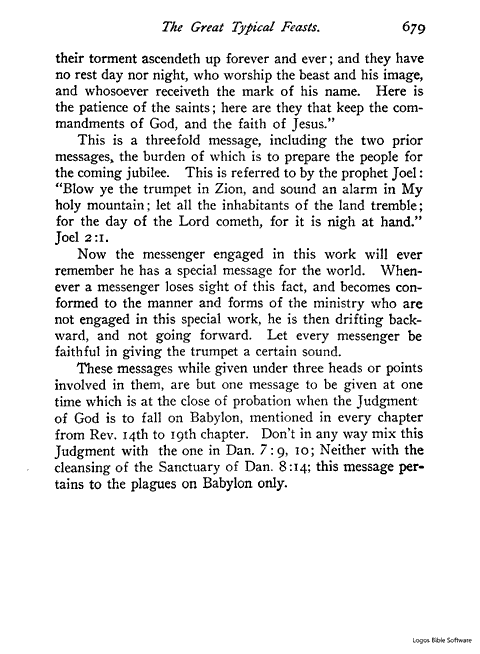 The Great Typical Feasts. 679
their torment ascendeth up forever and ever; and they have
no rest day nor night, who worship the beast and his image,
and whosoever receiveth the mark of his name. Here is
the patience of the saints; here are they that keep the com-
mandments of God, and the faith of Jesus."
This is a threefold message, including the two prior
messages, the burden of which is to prepare the people for
the coming jubilee. This is referred to by the prophet Joel:
"Blow ye the trumpet in Zion, and sound an alarm in My
holy mountain; let all the inhabitants of the land tremble;
for the day of the Lord cometh, for it is nigh at hand."
Joel 2:1.
Now the messenger engaged in this work will ever
remember he has a special message for the world. When-
ever a messenger loses sight of this fact, and becomes con-
formed to the manner and forms of the ministry who are
not engaged in this special work, he is then drifting back-
ward, and not going forward. Let every messenger be
faithful in giving the trumpet a certain sound.
These messages while given under three heads or points
involved in them, are but one message to be given at one
time which is at the close of probation when the Judgment
of God is to fall on Babylon, mentioned in every chapter
from Rev. 14th to 19th chapter. Don't in any way mix this
Judgment with the one in Dan. 7:9, 10; Neither with the
cleansing of the Sanctuary of Dan. 8:14; this message per-
tains to the plagues on Babylon only.
Logos Bible Software